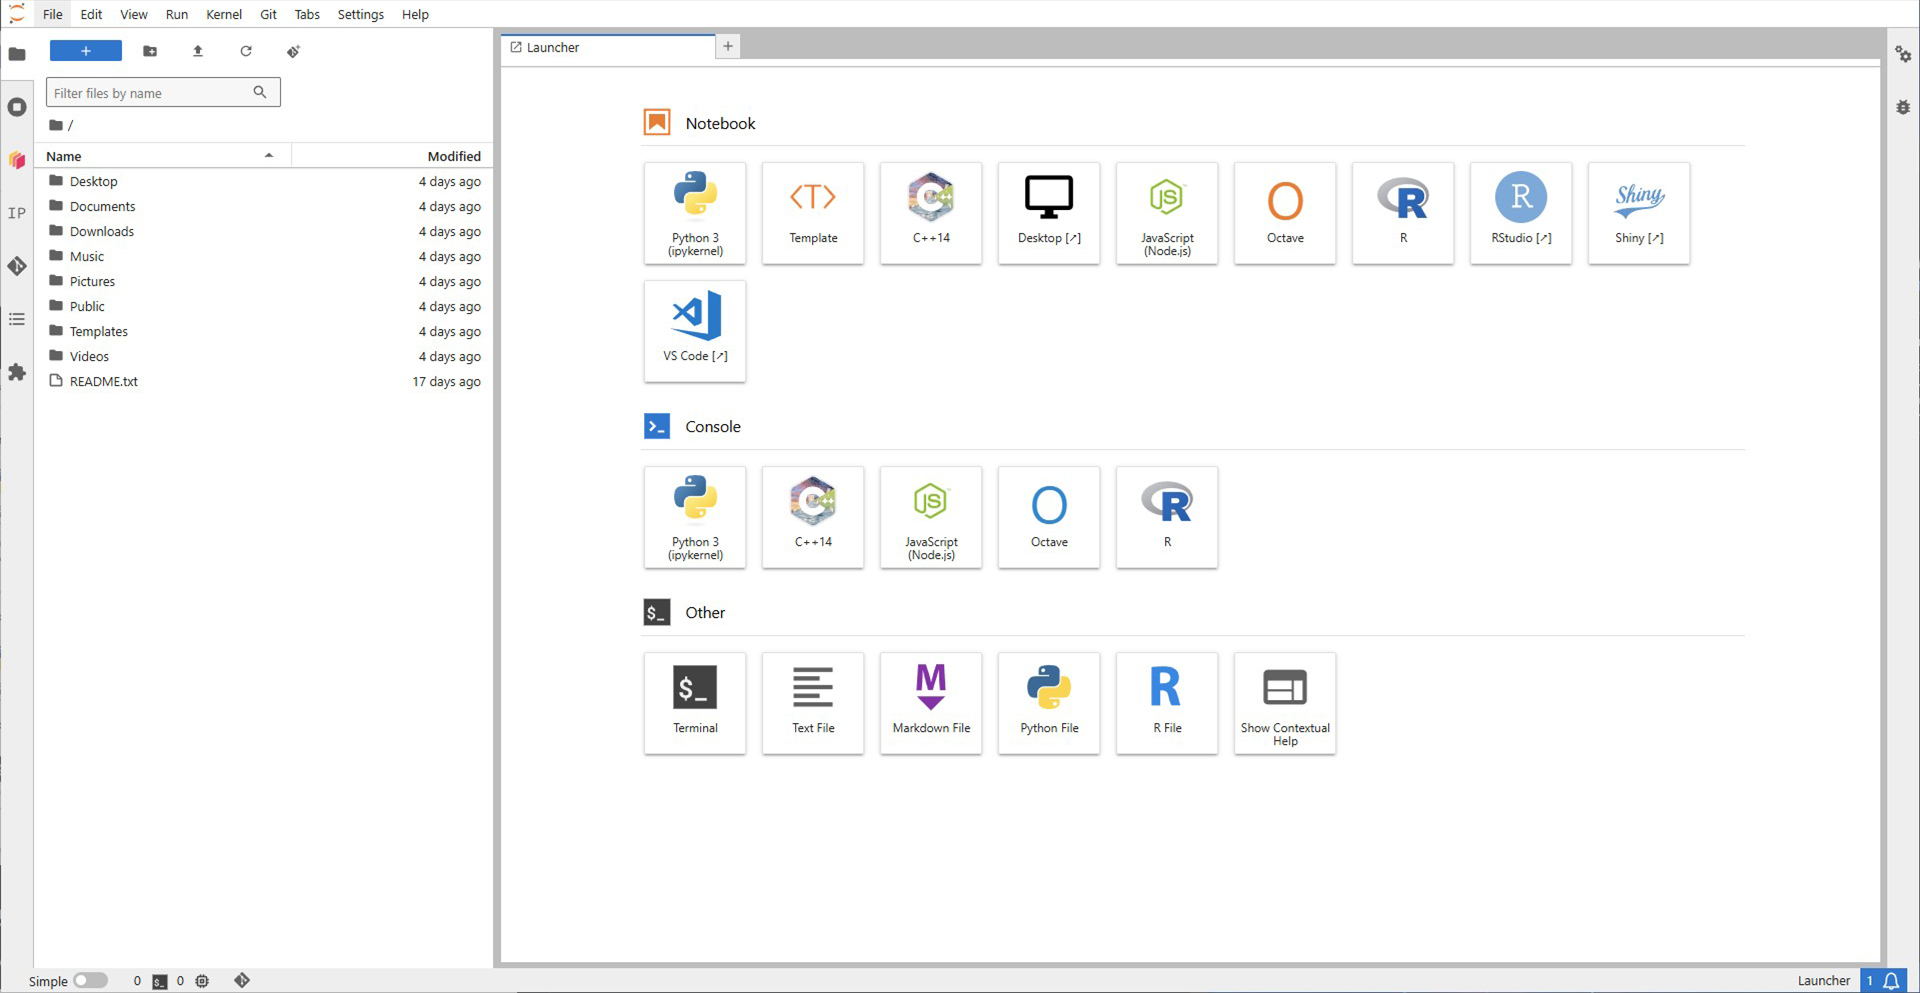 File Edit View Run Kernel Git Tabs Settings Help
+
Launcher
+
Filter files by name
/
Name Modified
Desktop 4 days ago
Documents 4 days ago
Downloads 4 days ago
Music 4 days ago
Pictures 4 days ago
Public 4 days ago
Templates 4 days ago
Videos 4 days ago
README.txt 17 days ago
IP
Notebook
<T> C++ JS O R R Shiny
Python 3 (ipykernel)
Template
C++14
Desktop [↗]
JavaScript (Node.js)
Octave
R
RStudio [↗]
Shiny [↗]
VS Code [↗]
>_ Console
C++ JS O R
Python 3 (ipykernel)
C++14
JavaScript (Node.js)
Octave
R
$_ Other
$_ M R
Terminal
Text File
Markdown File
Python File
R File
Show Contextual Help
Simple 0 $_ 0
Launcher 1